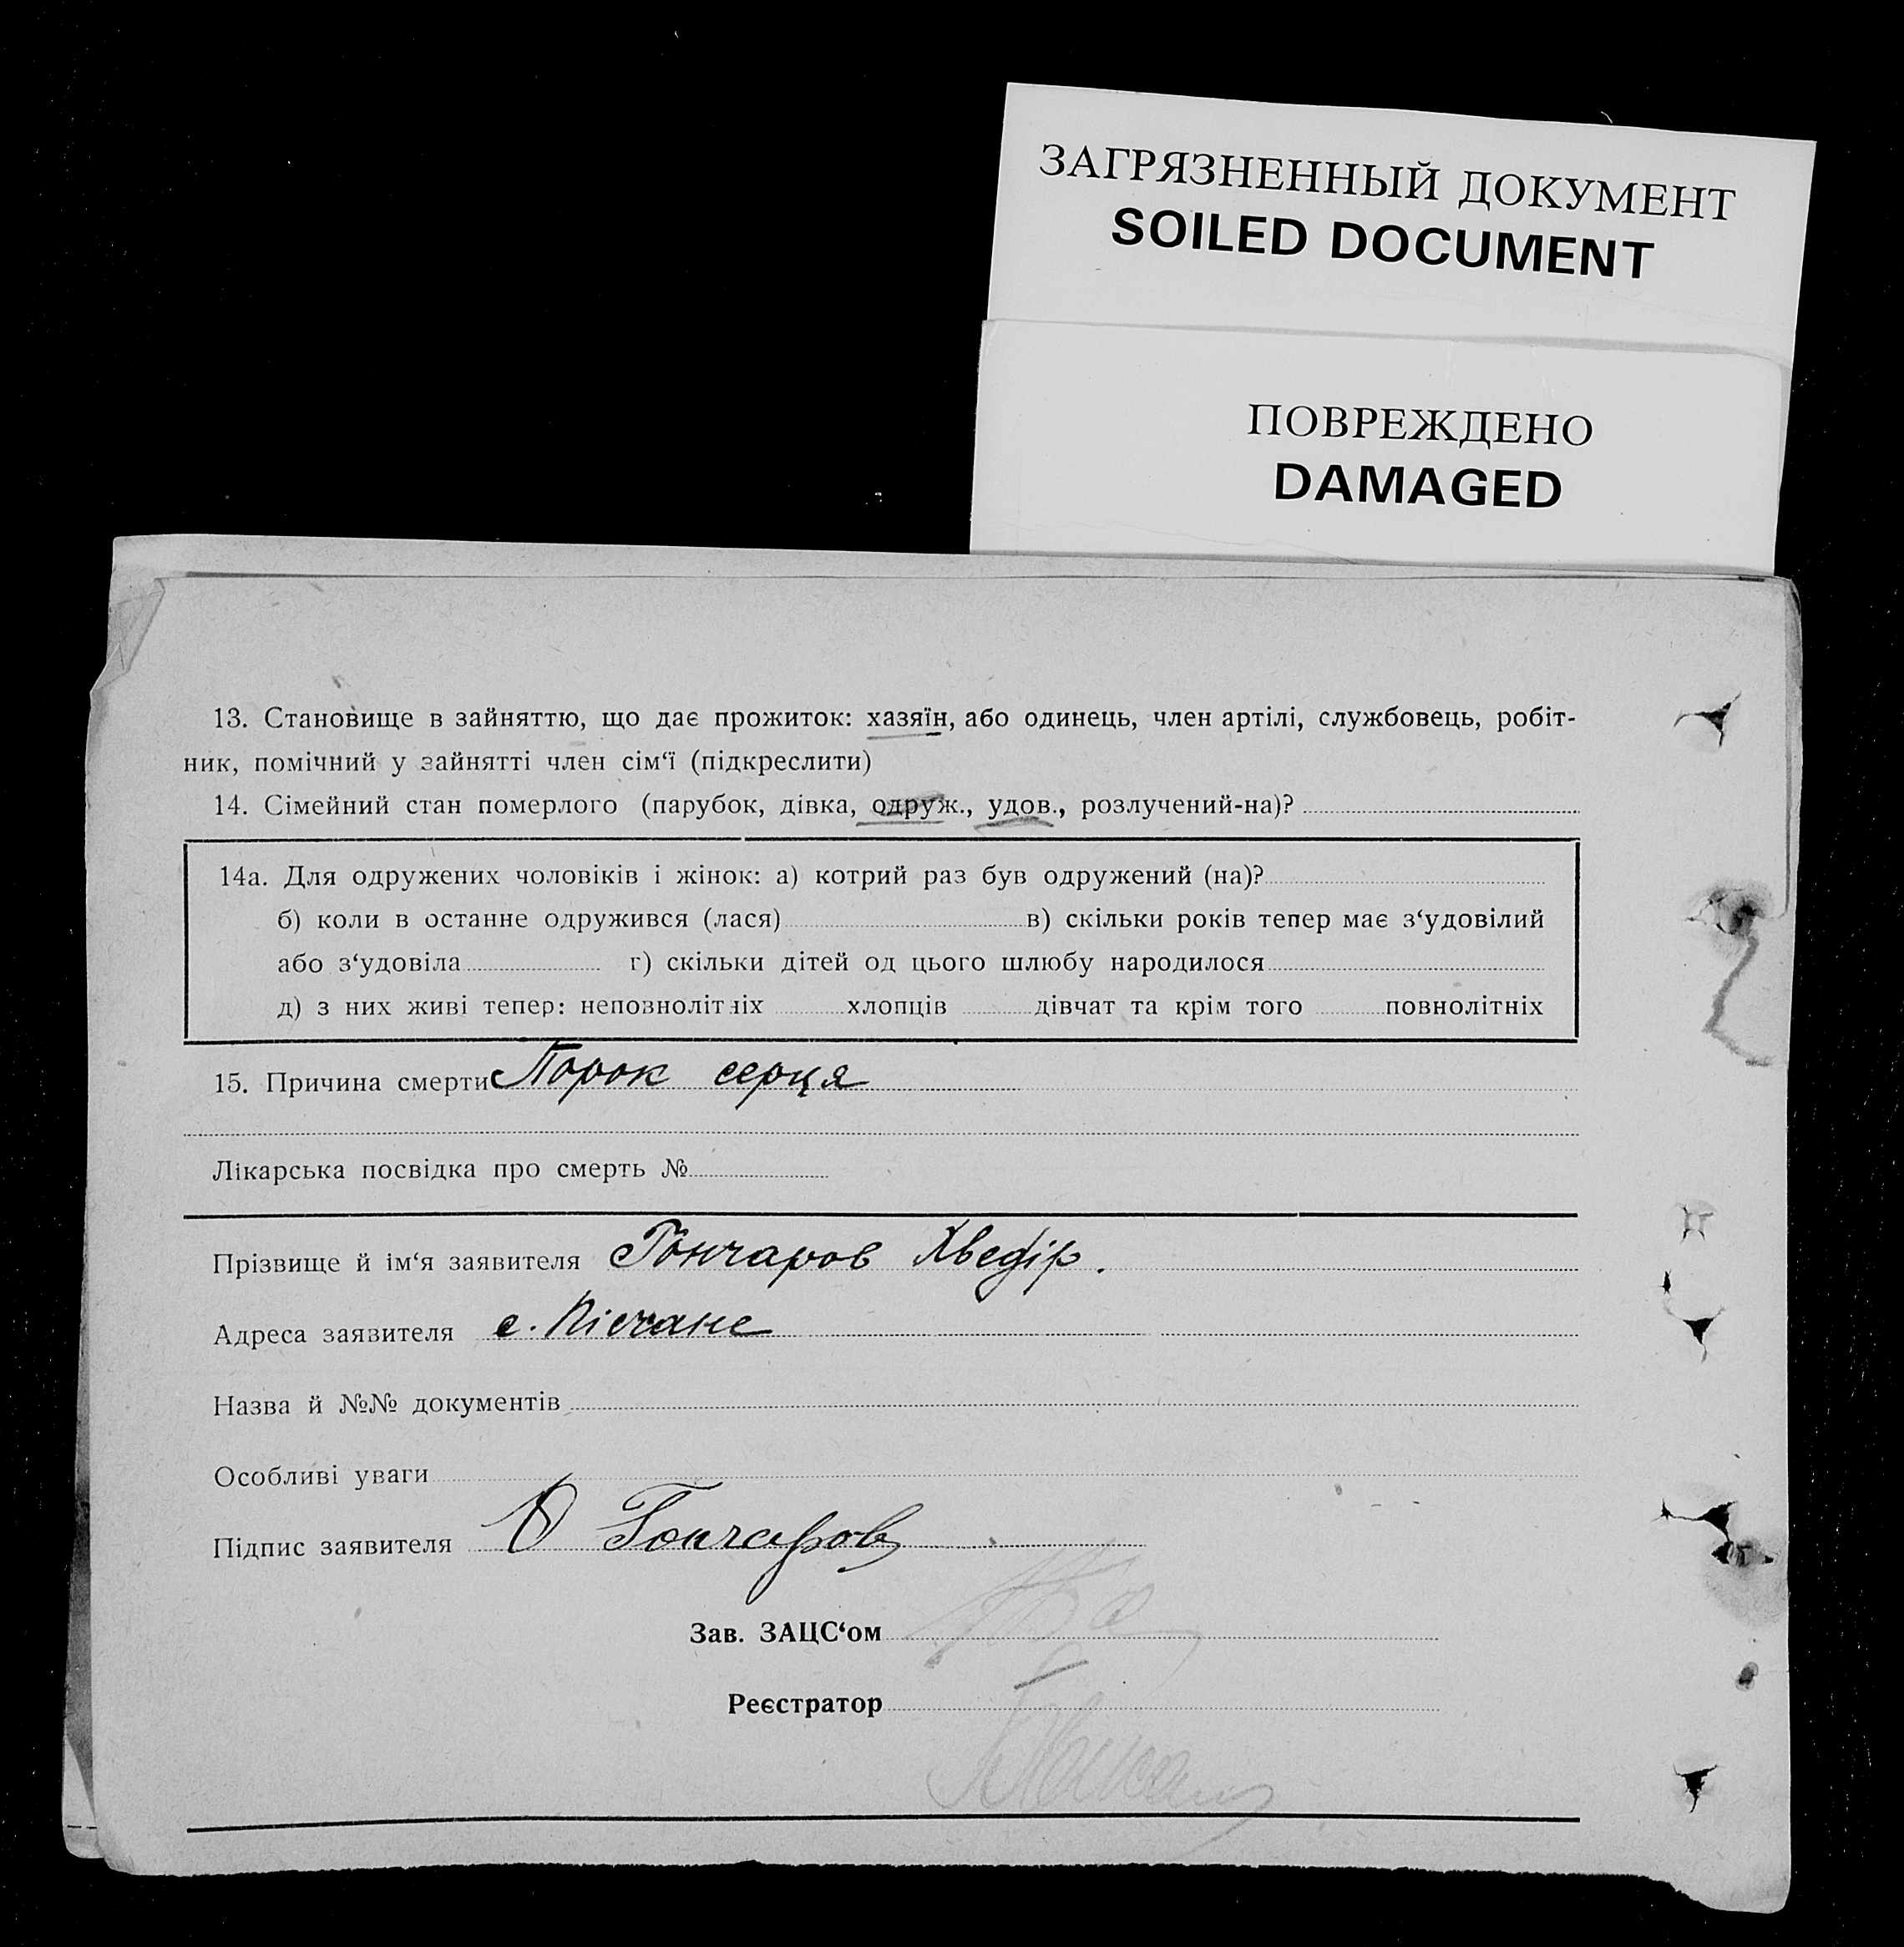 ЗАГРЯЗНЕННЫЙ ДОКУМЕНТ
SOILED DOCUMENT
ПОВРЕЖДЕНО
DAMAGED
13. Становище в зайняттю, що дає прожиток: хазяїн, або одинець, член артілі, службовець, робіт-
ник, помічний у зайнятті член сім‘ї (підкреслити)
14. Сімейний стан померлого (парубок, дівка, одруж., удов., розлучений-на)?
14а. Для одружених чоловіків і жінок: а) котрий раз був одружений (на)?
б) коли в останне одружився (лася) в) скільки років тепер має з‘удовілий
або з‘удовіла г) скільки дітей од цього шлюбу народилося
д) з них живі тепер: неповнолітніх хлопців дівчат та крім того повнолітніх
15. Причина смерти Порок серця
Лікарська посвідка про смерть №
Прізвище й ім‘я заявителя Гончаров Хведір.
Адреса заявителя с. Пісчане
Назва й №№ документів
Особливі уваги
Підпис заявителя Гончаров
Зав. ЗАЦС‘ом
Реєстратор